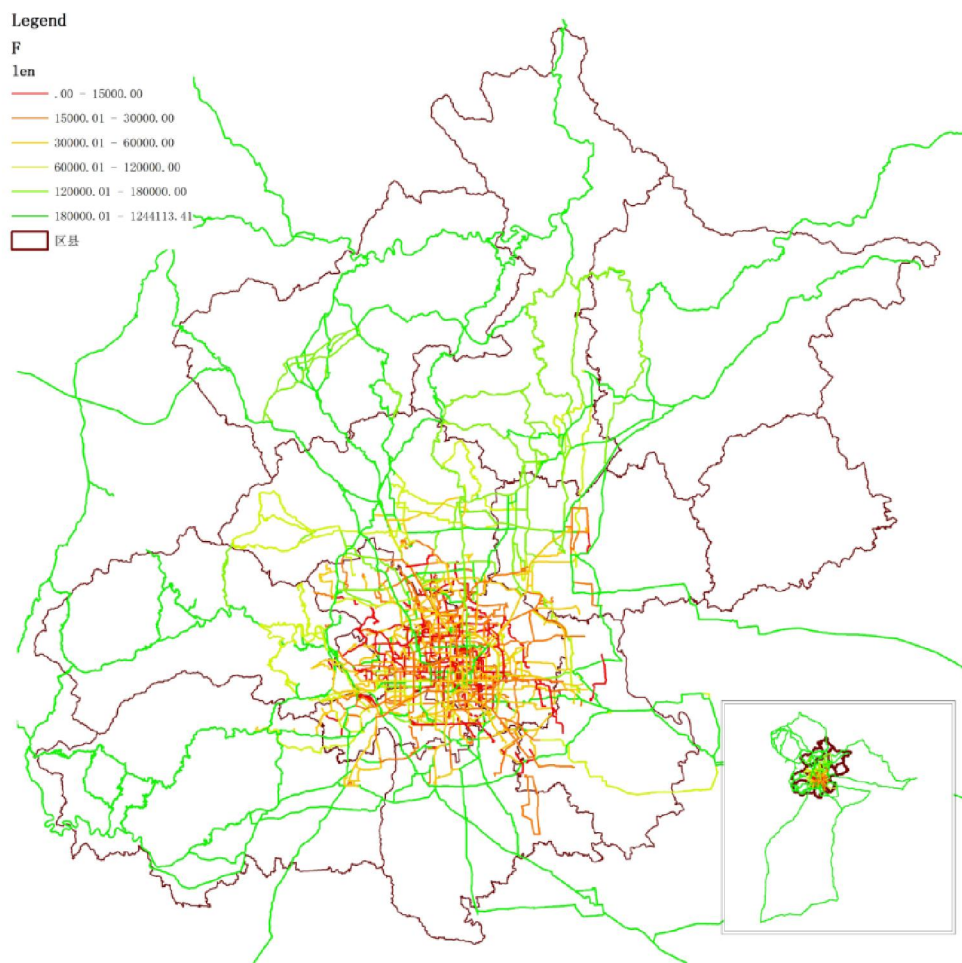 Legend
F
len
.00 - 15000.00
15000.01 - 30000.00
30000.01 - 60000.00
60000.01 - 120000.00
120000.01 - 180000.00
180000.01 - 1244113.41
区县